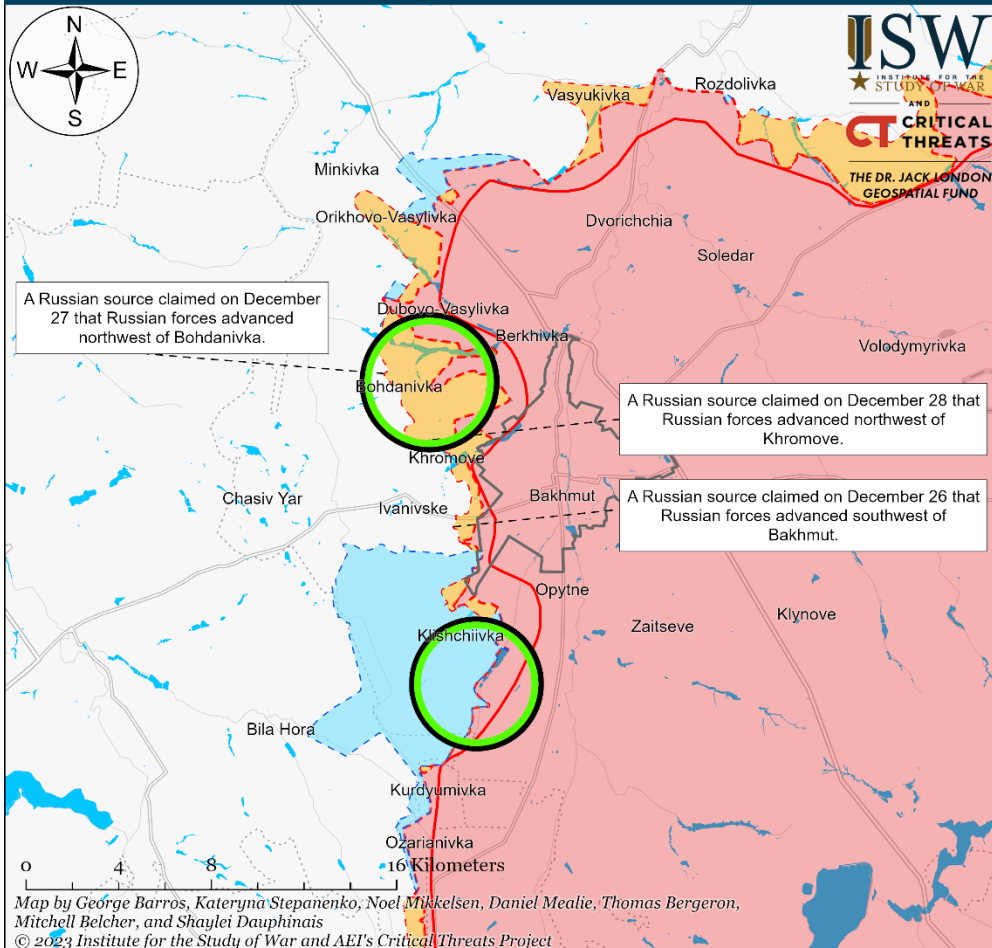 N
W E
S
ISW
INSTITUTE FOR THE
STUDY OF WAR
AND
CT CRITICAL
THREATS
THE DR. JACK LONDON
GEOSPATIAL FUND
Vasyukivka
Rozdolivka
Minkivka
Orikhovo-Vasylivka
Dvorichchia
Soledar
A Russian source claimed on December
27 that Russian forces advanced
northwest of Bohdanivka.
Dubovo-Vasylivka
Berkhivka
Volodymyrivka
Bohdanivka
A Russian source claimed on December 28 that
Russian forces advanced northwest of
Khromove.
Khromove
Chasiv Yar
Ivanivske
Bakhmut
A Russian source claimed on December 26 that
Russian forces advanced southwest of
Bakhmut.
Opytne
Klishchiivka
Zaitseve
Klynove
Bila Hora
Kurdyumivka
Ozarianivka
0 4 8 16 Kilometers
Map by George Barros, Kateryna Stepanenko, Noel Mikkelsen, Daniel Mealie, Thomas Bergeron,
Mitchell Belcher, and Shaylei Dauphinais
© 2023 Institute for the Study of War and AEI's Critical Threats Project